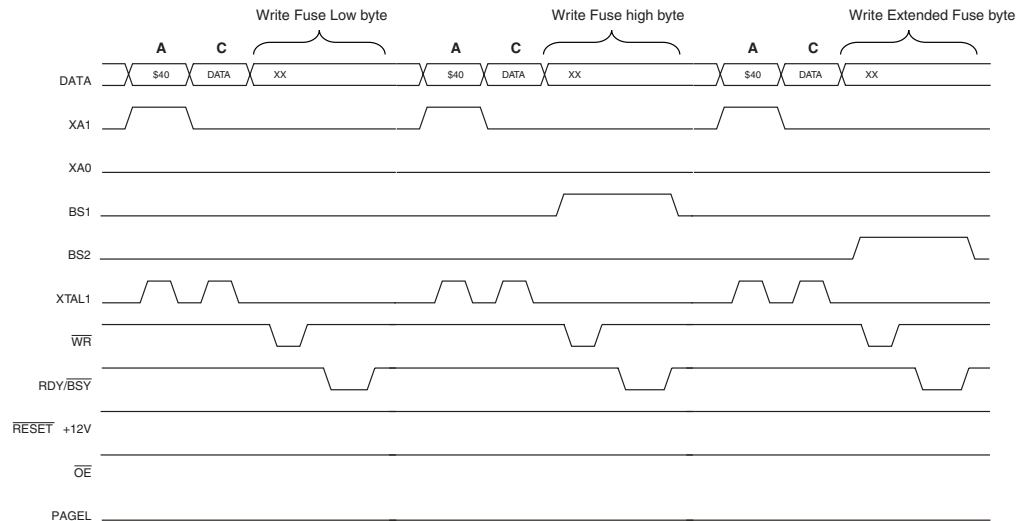 Write Fuse Low byte Write Fuse high byte Write Extended Fuse byte
A C A C A C
DATA $40 DATA XX $40 DATA XX $40 DATA XX
XA1
XA0
BS1
BS2
XTAL1
WR
RDY/BSY
RESET +12V
OE
PAGEL